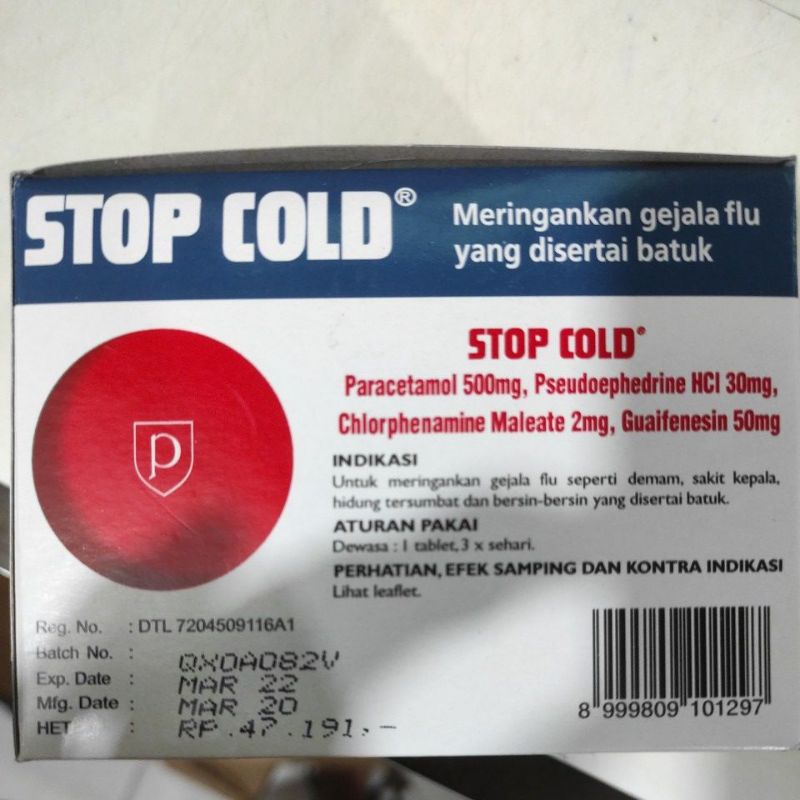 STOP COLD®
Meringankan gejala flu
yang disertai batuk
STOP COLD®
Paracetamol 500mg, Pseudoephedrine HCl 30mg,
Chlorphenamine Maleate 2mg, Guaifenesin 50mg
INDIKASI
Untuk meringankan gejala flu seperti demam, sakit kepala,
hidung tersumbat dan bersin-bersin yang disertai batuk.
ATURAN PAKAI
Dewasa : 1 tablet, 3 x sehari.
PERHATIAN, EFEK SAMPING DAN KONTRA INDIKASI
Lihat leaflet.
p
Reg. No. : DTL 7204509116A1
Batch No. : QX0A082V
Exp. Date : MAR 22
Mfg. Date : MAR 20
HET : RP.47.191,-
8 999809 101297